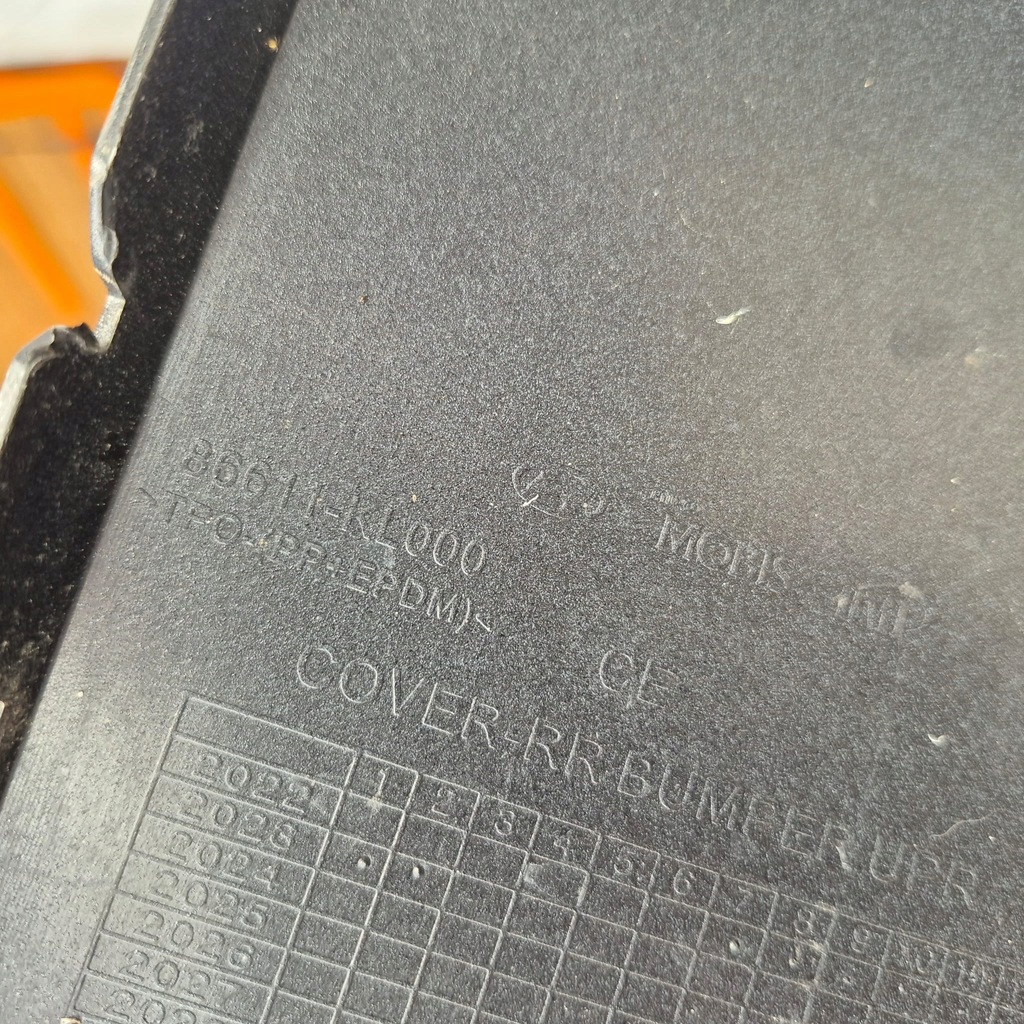 86611-KL000
>TPO-(PP+EPDM)<
MOBIS
CE
COVER-RR BUMPER,UPR
1 2 3 4 5 6 7 8 9 10 11
2022
2023
2024
2025
2026
2027